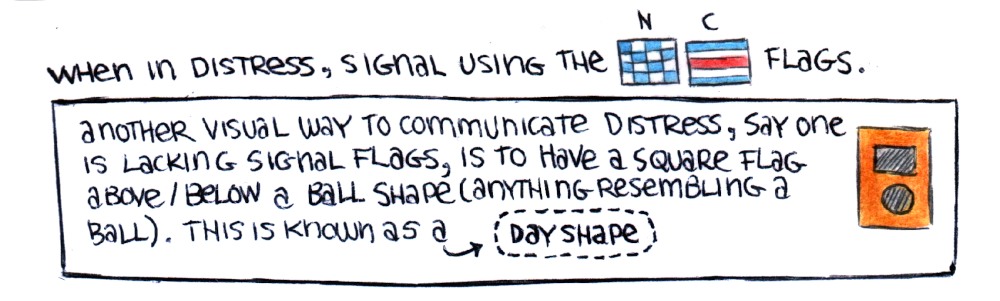 N C
WHEN IN DISTRESS, SIGNAL USING THE FLAGS.
ANOTHER VISUAL WAY TO COMMUNICATE DISTRESS, SAY ONE
IS LACKING SIGNAL FLAGS, IS TO HAVE A SQUARE FLAG
ABOVE/BELOW A BALL SHAPE (ANYTHING RESEMBLING A
BALL). THIS IS KNOWN AS A DAY SHAPE